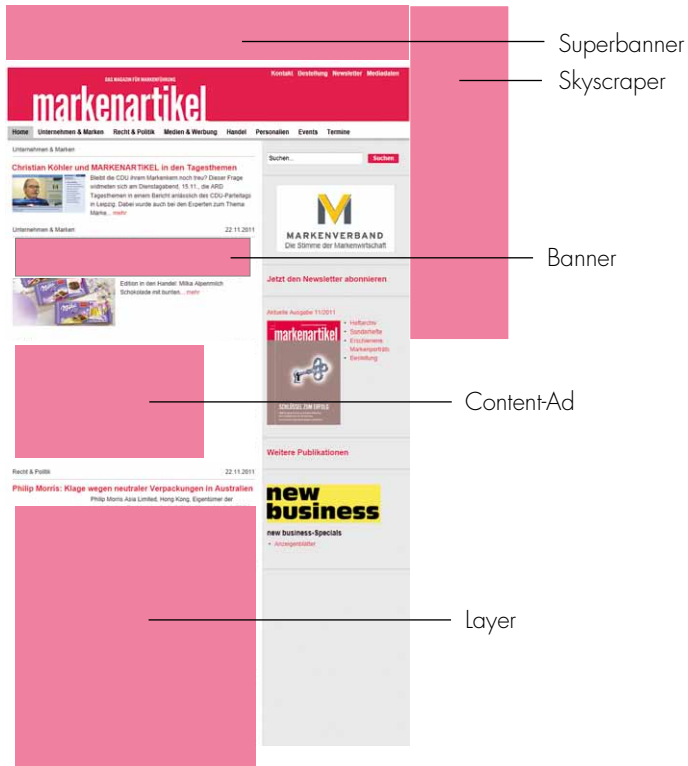 Superbanner
Skyscraper
DAS MAGAZIN FÜR MARKENFÜHRUNG
Kontakt Bestellung Newsletter Mediadaten
markenartikel
Home Unternehmen & Marken Recht & Politik Medien & Werbung Handel Personalien Events Termine
Unternehmen & Marken
Christian Köhler und MARKENARTIKEL in den Tagesthemen
Bleibt die CDU ihrem Markenkern noch treu? Dieser Frage
widmeten sich am Dienstagabend, 15.11., die ARD
Tagesthemen in einem Bericht anlässlich des CDU-Parteitags
in Leipzig. Dabei wurde auch bei den Experten zum Thema
Marke... mehr
Suchen... Suchen
MARKENVERBAND
Die Stimme der Markenwirtschaft
Unternehmen & Marken 22.11.2011
Banner
Edition in den Handel: Milka Alpenmilch
Schokolade mit bunten... mehr
Jetzt den Newsletter abonnieren
Aktuelle Ausgabe 11/2011
markenartikel
SCHLÜSSEL ZUM ERFOLG
• Heftarchiv
• Sonderhefte
• Erschienene
Markenporträts
• Bestellung
Content-Ad
Weitere Publikationen
Recht & Politik 22.11.2011
Philip Morris: Klage wegen neutraler Verpackungen in Australien
Philip Morris Asia Limited, Hong Kong, Eigentümer der
new
business
new business-Specials
• Anzeigenblätter
Layer